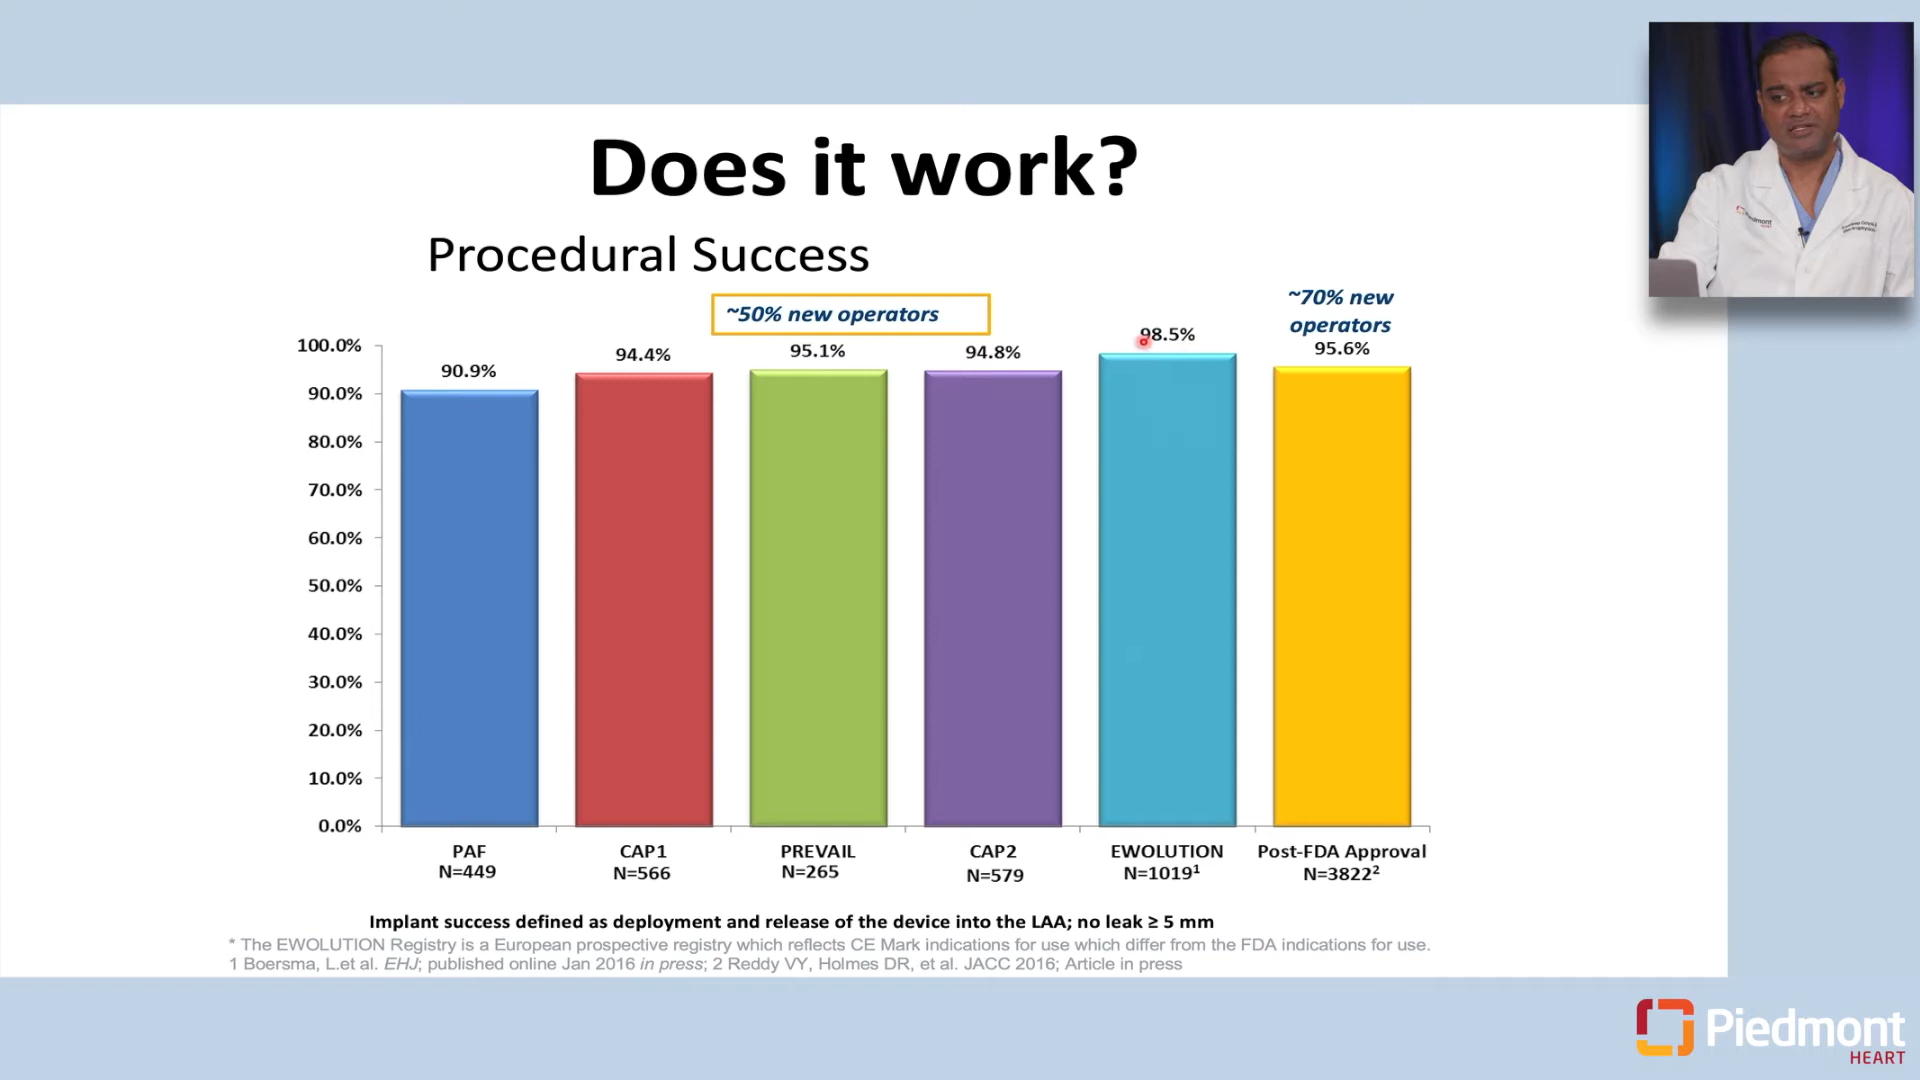 Does it work?
Procedural Success
~50% new operators
~70% new
operators
100.0%
90.0%
80.0%
70.0%
60.0%
50.0%
40.0%
30.0%
20.0%
10.0%
0.0%
90.9%
94.4%
95.1%
94.8%
98.5%
95.6%
PAF
N=449
CAP1
N=566
PREVAIL
N=265
CAP2
N=579
EWOLUTION
N=1019¹
Post-FDA Approval
N=3822²
Implant success defined as deployment and release of the device into the LAA; no leak ≥ 5 mm
* The EWOLUTION Registry is a European prospective registry which reflects CE Mark indications for use which differ from the FDA indications for use.
1 Boersma, L.et al. EHJ; published online Jan 2016 in press; 2 Reddy VY, Holmes DR, et al. JACC 2016; Article in press
Piedmont
HEART